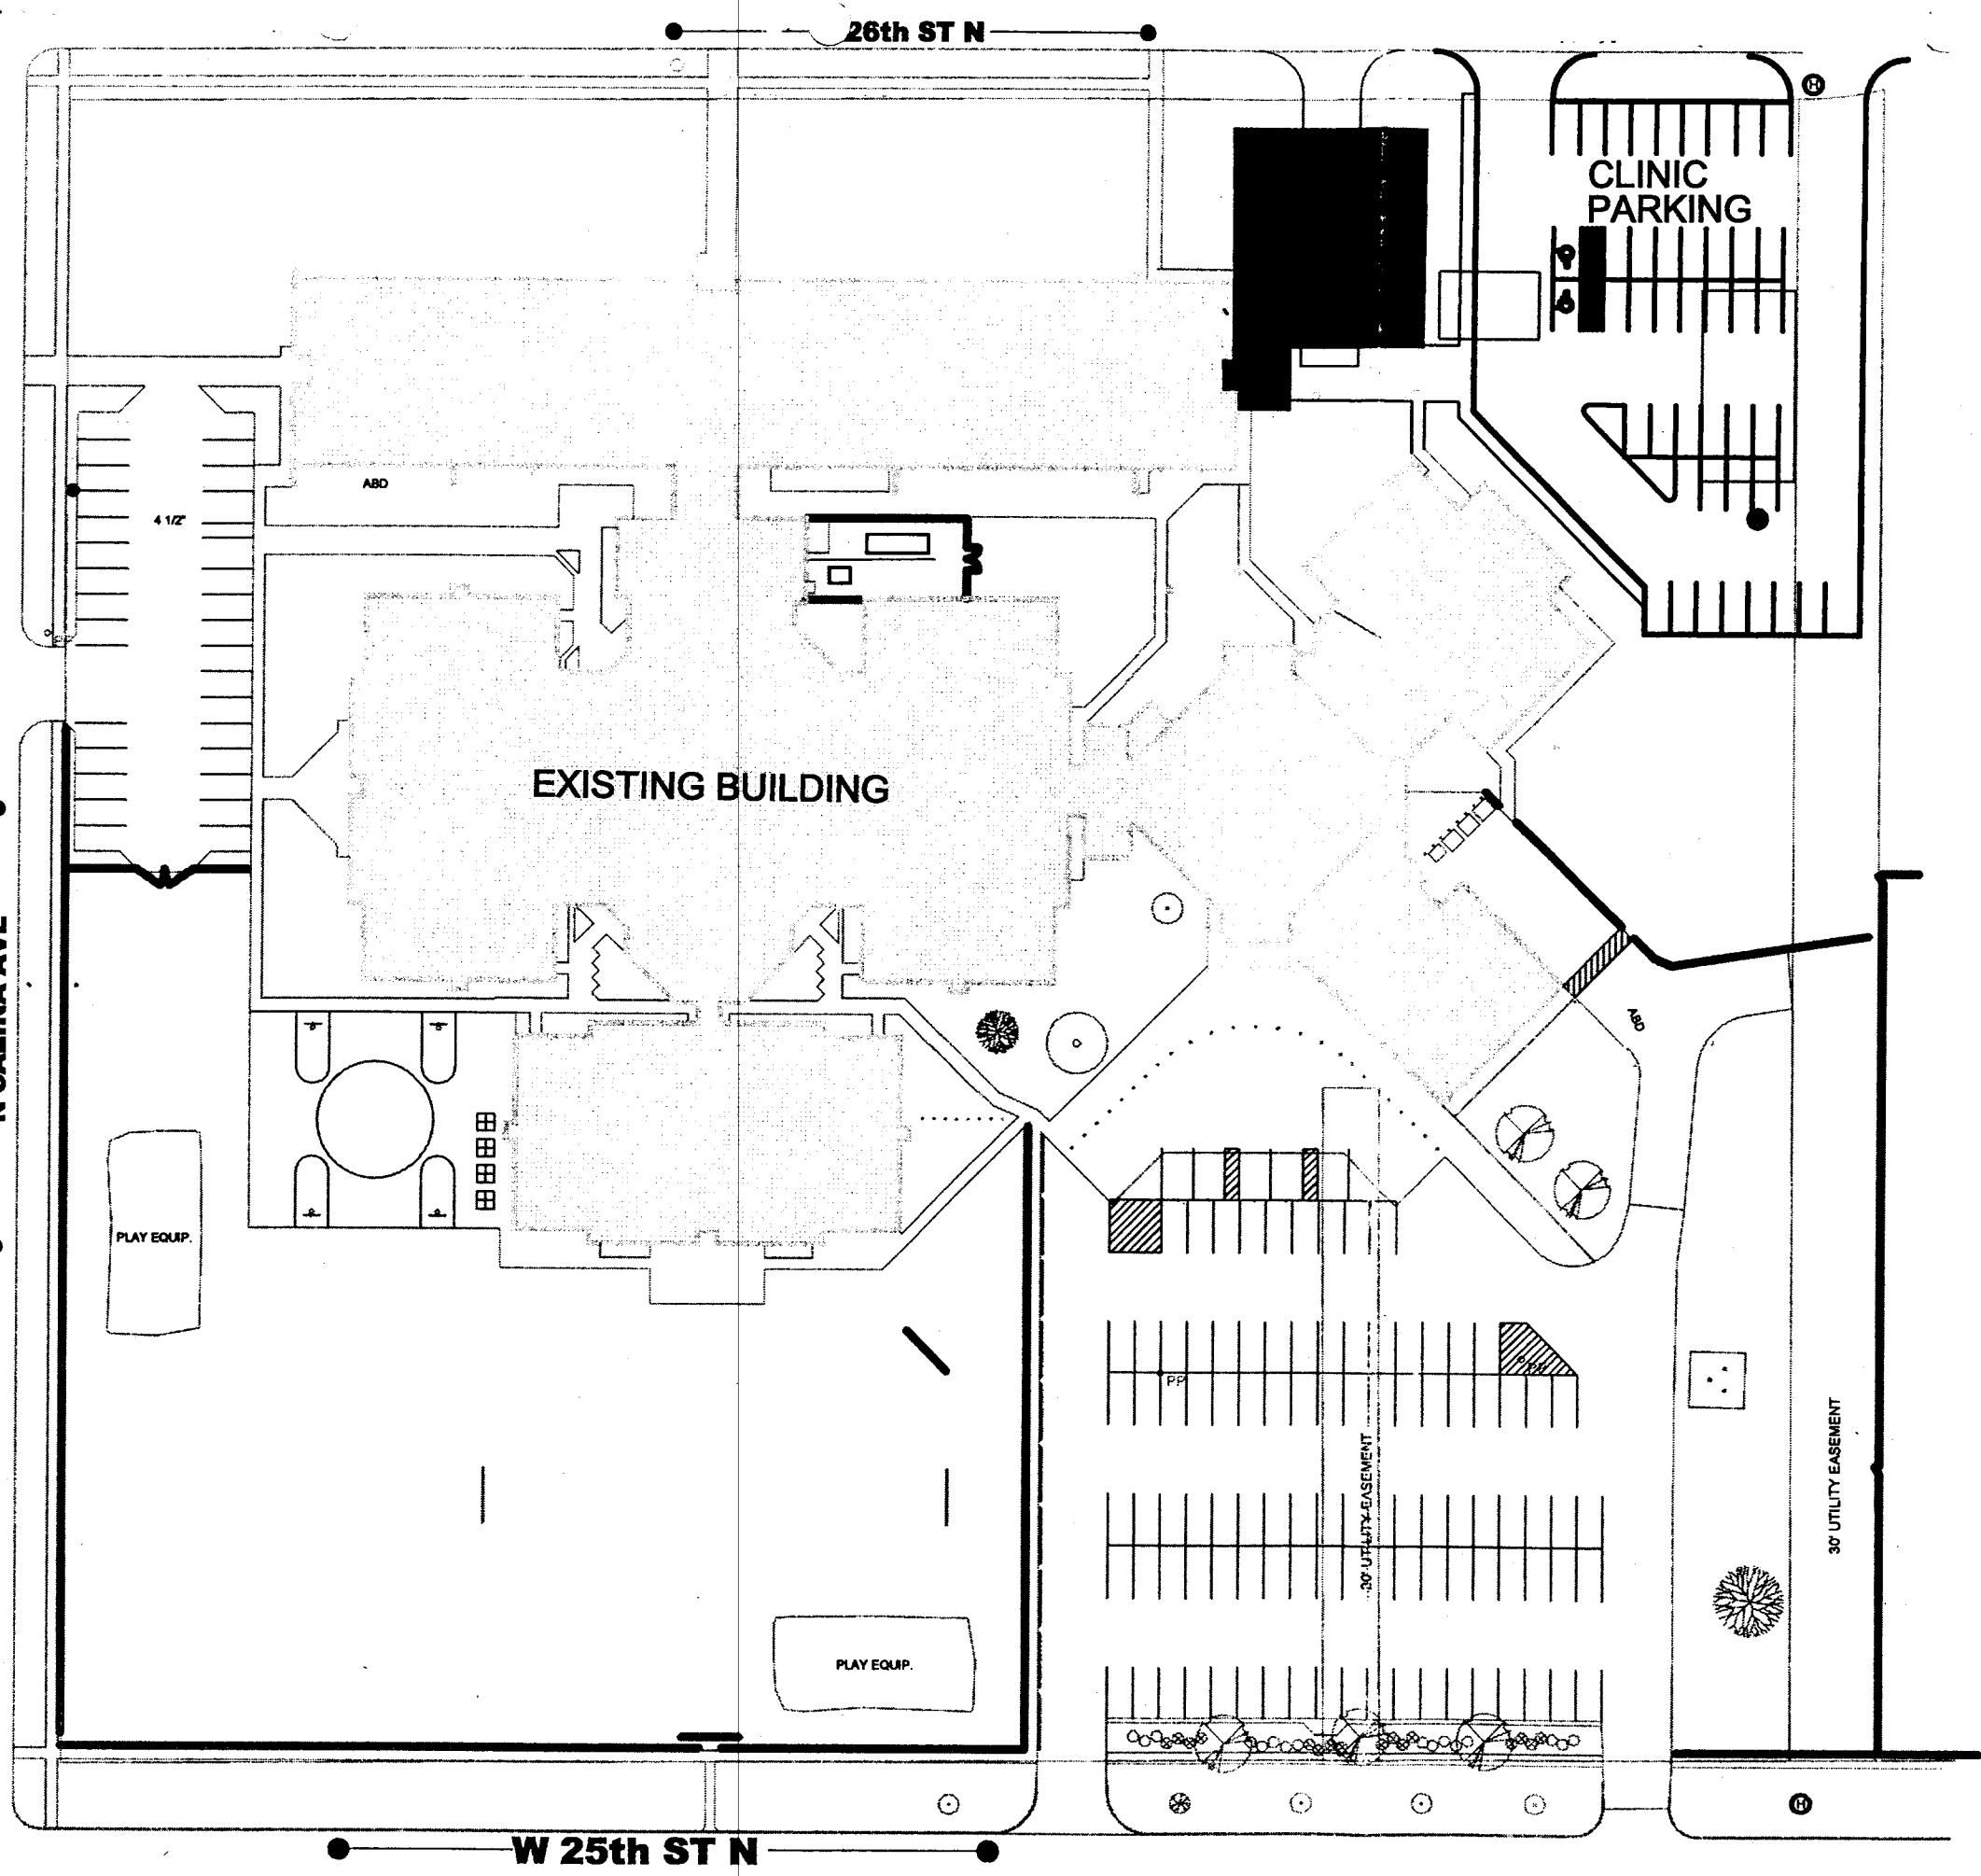 26th ST N
H
CLINIC
PARKING
ABD
4 1/2"
EXISTING BUILDING
ABD
PLAY EQUIP.
PP
PP
30' UTILITY EASEMENT
30' UTILITY EASEMENT
PLAY EQUIP.
H
W 25th ST N